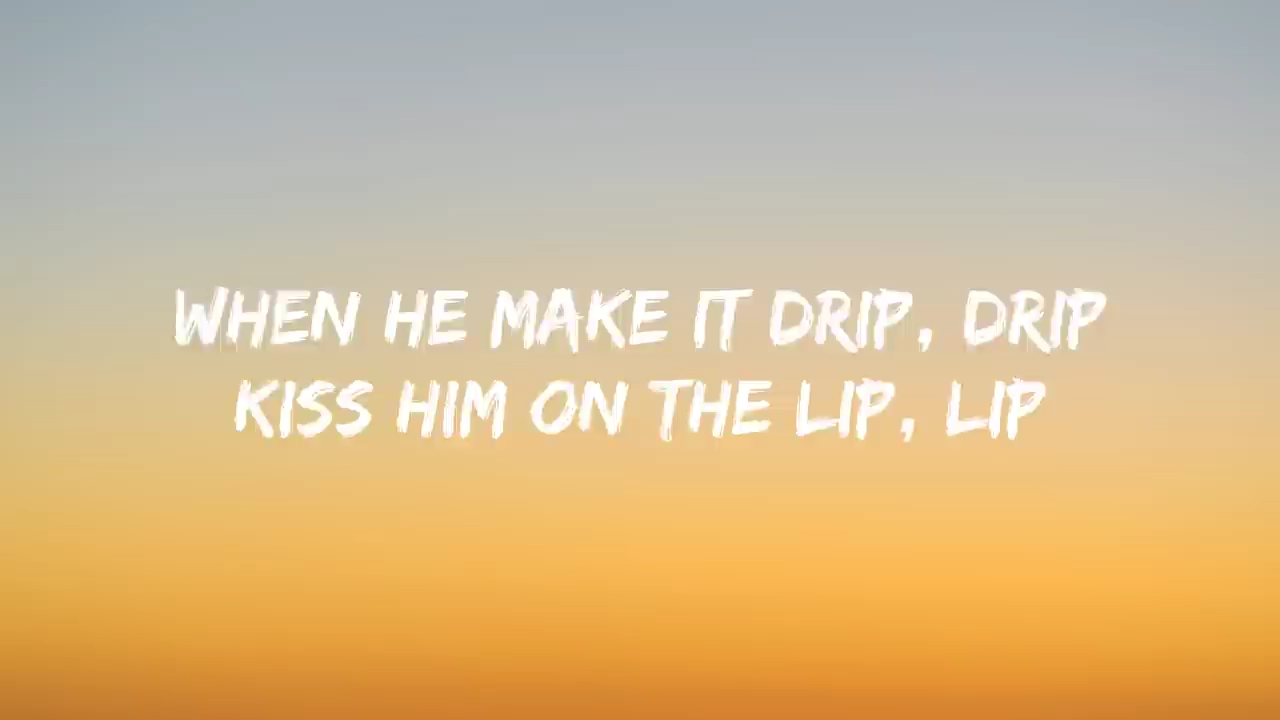 WHEN HE MAKE IT DRIP, DRIP
KISS HIM ON THE LIP, LIP